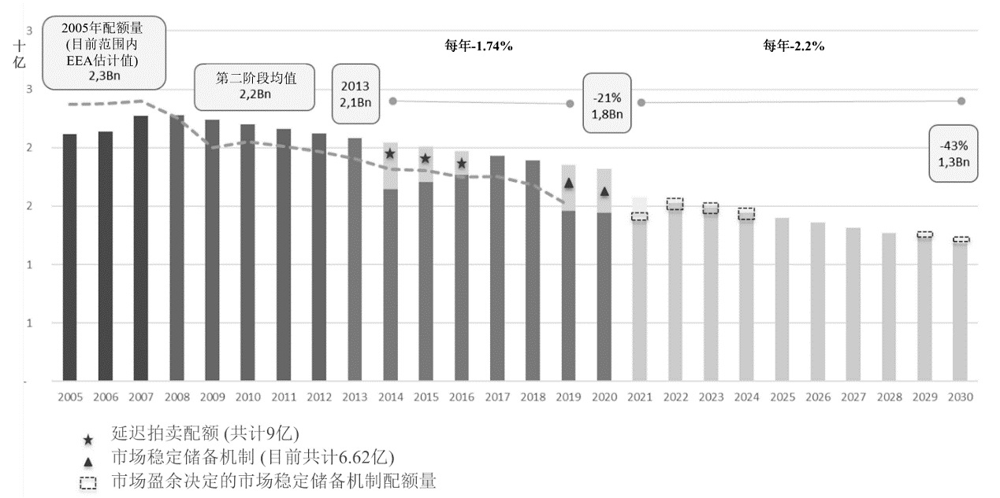 2005年配额量
(目前范围内
EEA估计值)
2,3Bn
第二阶段均值
2,2Bn
2013
2,1Bn
每年-1.74%
-21%
1,8Bn
每年-2.2%
-43%
1,3Bn
十
亿
3
3
2
2
1
1
-
2005 2006 2007 2008 2009 2010 2011 2012 2013 2014 2015 2016 2017 2018 2019 2020 2021 2022 2023 2024 2025 2026 2027 2028 2029 2030
延迟拍卖配额 (共计9亿)
市场稳定储备机制 (目前共计6.62亿)
市场盈余决定的市场稳定储备机制配额量